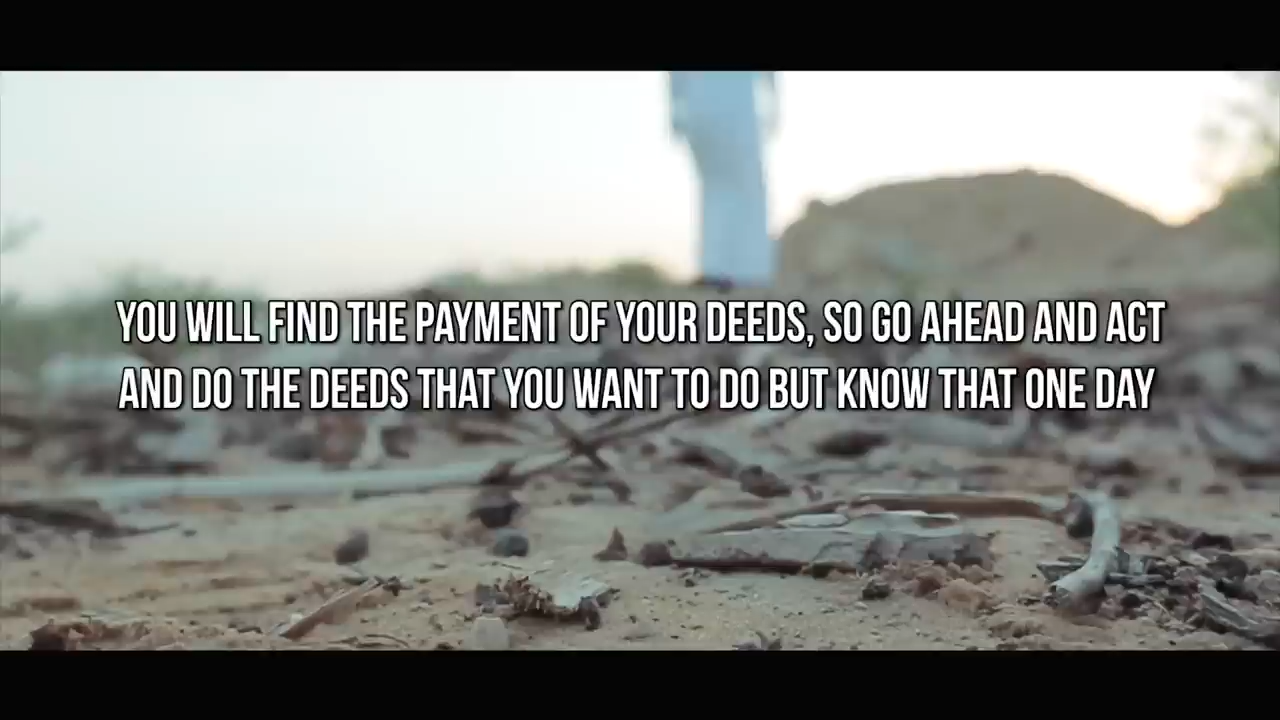 YOU WILL FIND THE PAYMENT OF YOUR DEEDS, SO GO AHEAD AND ACT
AND DO THE DEEDS THAT YOU WANT TO DO BUT KNOW THAT ONE DAY